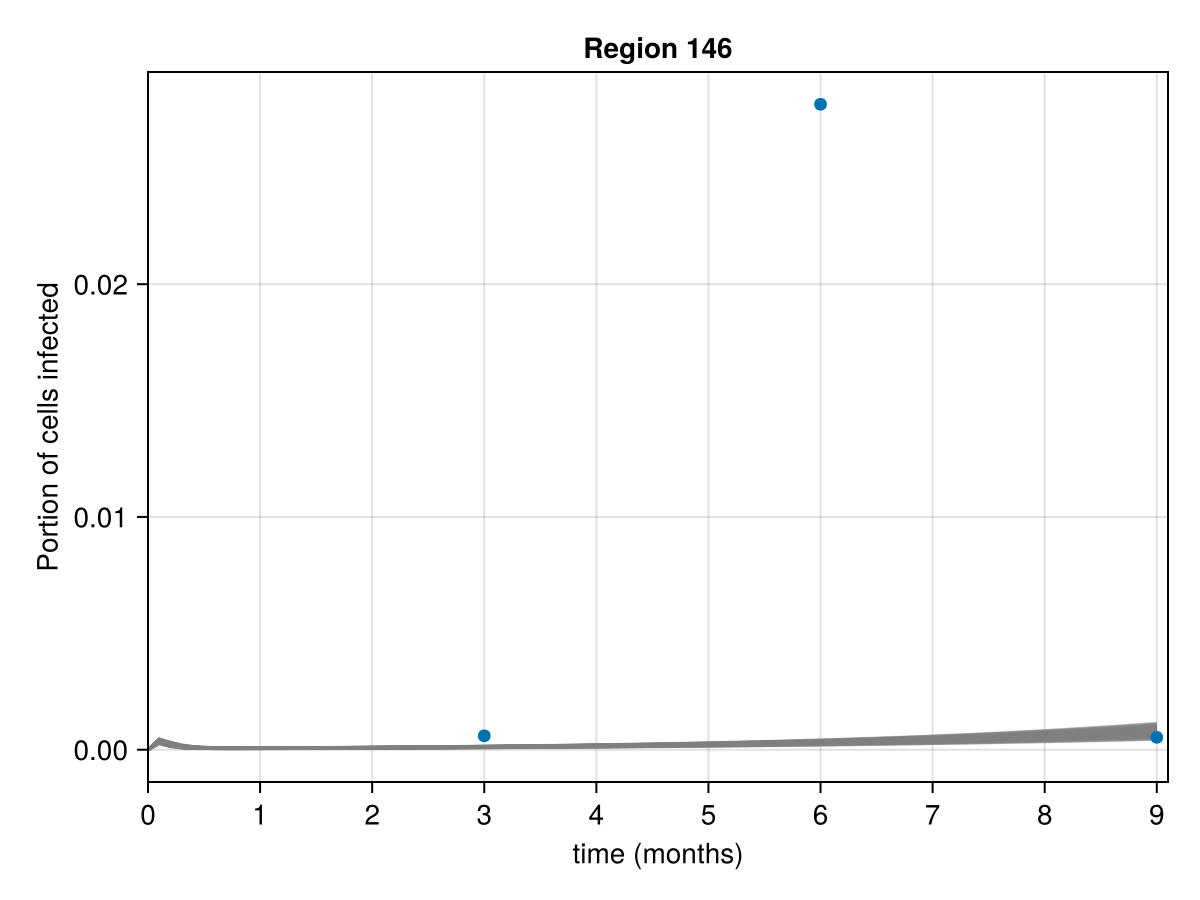 Region 146
Portion of cells infected
0.02
0.01
0.00
0 1 2 3 4 5 6 7 8 9
time (months)